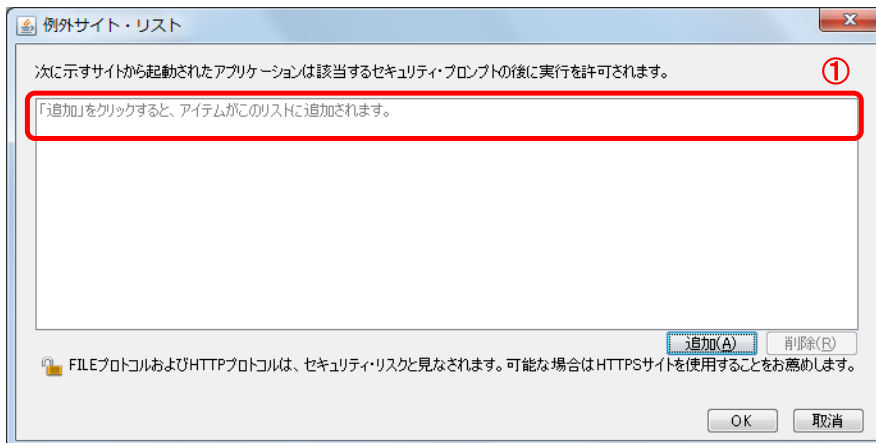 例外サイト・リスト
次に示すサイトから起動されたアプリケーションは該当するセキュリティ・プロンプトの後に実行を許可されます。
①
「追加」をクリックすると、アイテムがこのリストに追加されます。
追加(A) 削除(R)
FILEプロトコルおよびHTTPプロトコルは、セキュリティ・リスクと見なされます。可能な場合はHTTPSサイトを使用することをお薦めします。
OK 取消